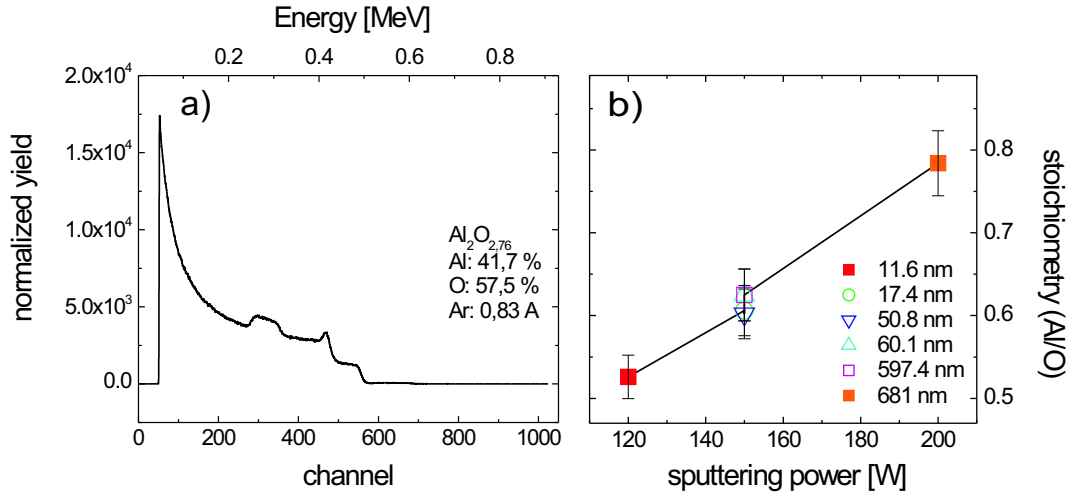 Energy [MeV]
0.2 0.4 0.6 0.8
2.0x10⁴
1.5x10⁴
1.0x10⁴
5.0x10³
0.0
normalized yield
a)
Al₂O₂,₇₆
Al: 41,7 %
O: 57,5 %
Ar: 0,83 A
0 200 400 600 800 1000
channel
b)
0.8
0.7
0.6
0.5
stoichiometry (Al/O)
11.6 nm
17.4 nm
50.8 nm
60.1 nm
597.4 nm
681 nm
120 140 160 180 200
sputtering power [W]